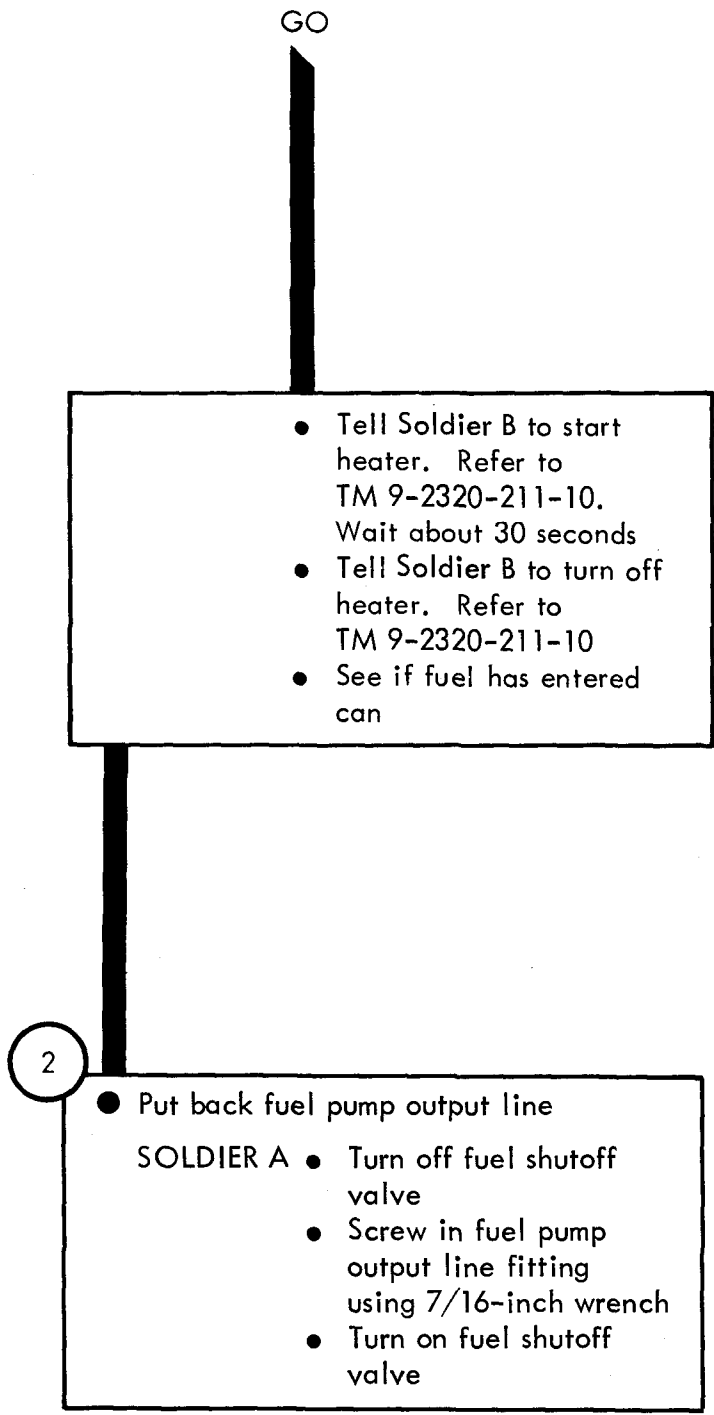 GO
● Tell Soldier B to start
heater. Refer to
TM 9-2320-211-10.
Wait about 30 seconds
● Tell Soldier B to turn off
heater. Refer to
TM 9-2320-211-10
● See if fuel has entered
can
2
● Put back fuel pump output line
SOLDIER A ● Turn off fuel shutoff
valve
● Screw in fuel pump
output line fitting
using 7/16-inch wrench
● Turn on fuel shutoff
valve